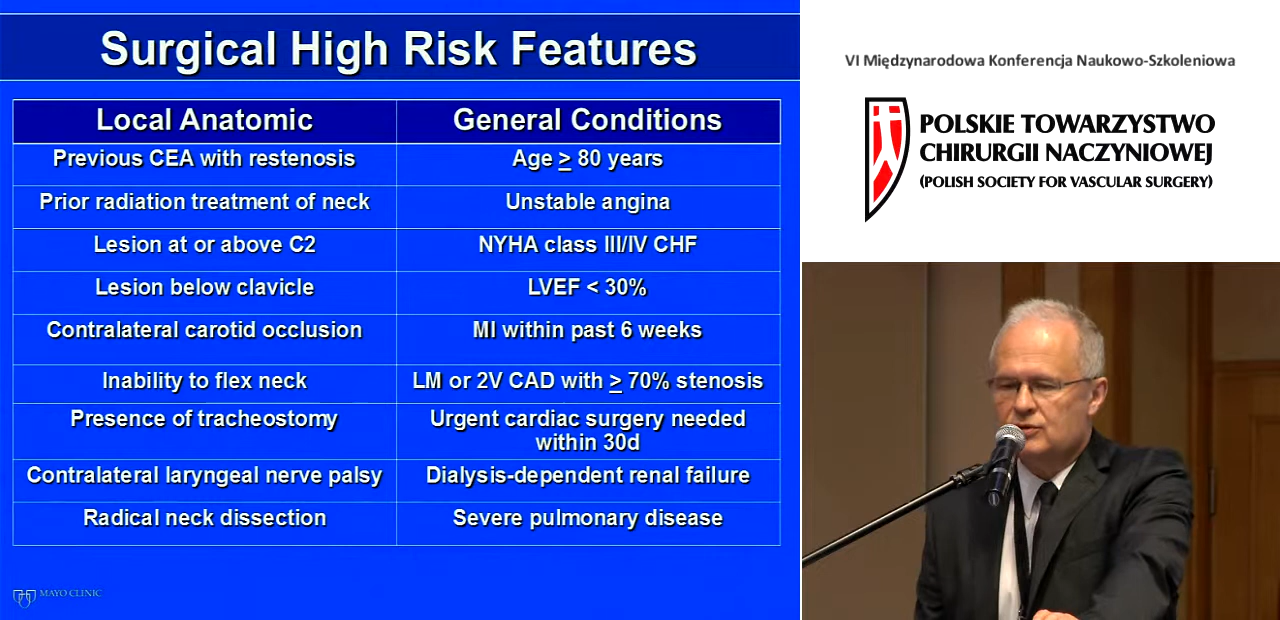 Surgical High Risk Features
Local Anatomic
General Conditions
Previous CEA with restenosis
Age ≥ 80 years
Prior radiation treatment of neck
Unstable angina
Lesion at or above C2
NYHA class III/IV CHF
Lesion below clavicle
LVEF < 30%
Contralateral carotid occlusion
MI within past 6 weeks
Inability to flex neck
LM or 2V CAD with ≥ 70% stenosis
Presence of tracheostomy
Urgent cardiac surgery needed
within 30d
Contralateral laryngeal nerve palsy
Dialysis-dependent renal failure
Radical neck dissection
Severe pulmonary disease
MAYO CLINIC
VI Międzynarodowa Konferencja Naukowo-Szkoleniowa
POLSKIE TOWARZYSTWO
CHIRURGII NACZYNIOWEJ
(POLISH SOCIETY FOR VASCULAR SURGERY)